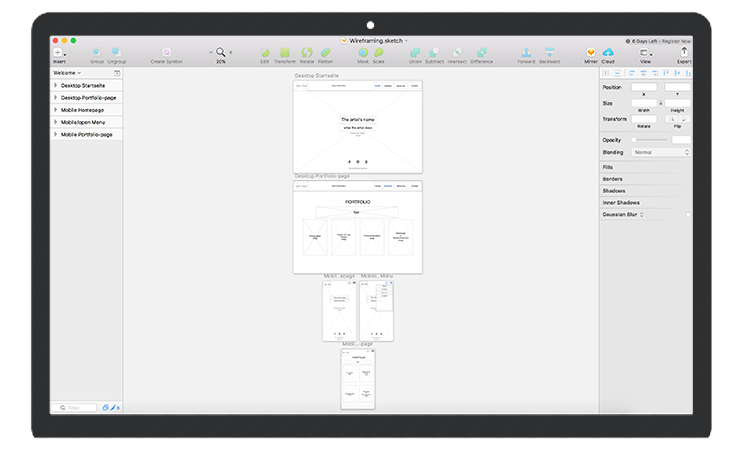 Wireframing.sketch
6 Days Left – Register Now
Insert
Group
Ungroup
Create Symbol
20%
Edit
Transform
Rotate
Flatten
Mask
Scale
Union
Subtract
Intersect
Difference
Forward
Backward
Mirror
Cloud
View
Export
Welcome
Desktop Startseite
Desktop Portfolio-page
Mobile Homepage
Mobile/open Menu
Mobile Portfolio-page
Filter
6
Desktop Startseite
The artist's name
what the artist does
Desktop Portfolio-page
PORTFOLIO
Text
Mobil...epage
Mobile...Menu
Mobil...-page
PORTFOLIO
Position
X
Y
Size
Width
Height
Transform
Rotate
Flip
Opacity
Blending
Normal
Fills
Borders
Shadows
Inner Shadows
Gaussian Blur